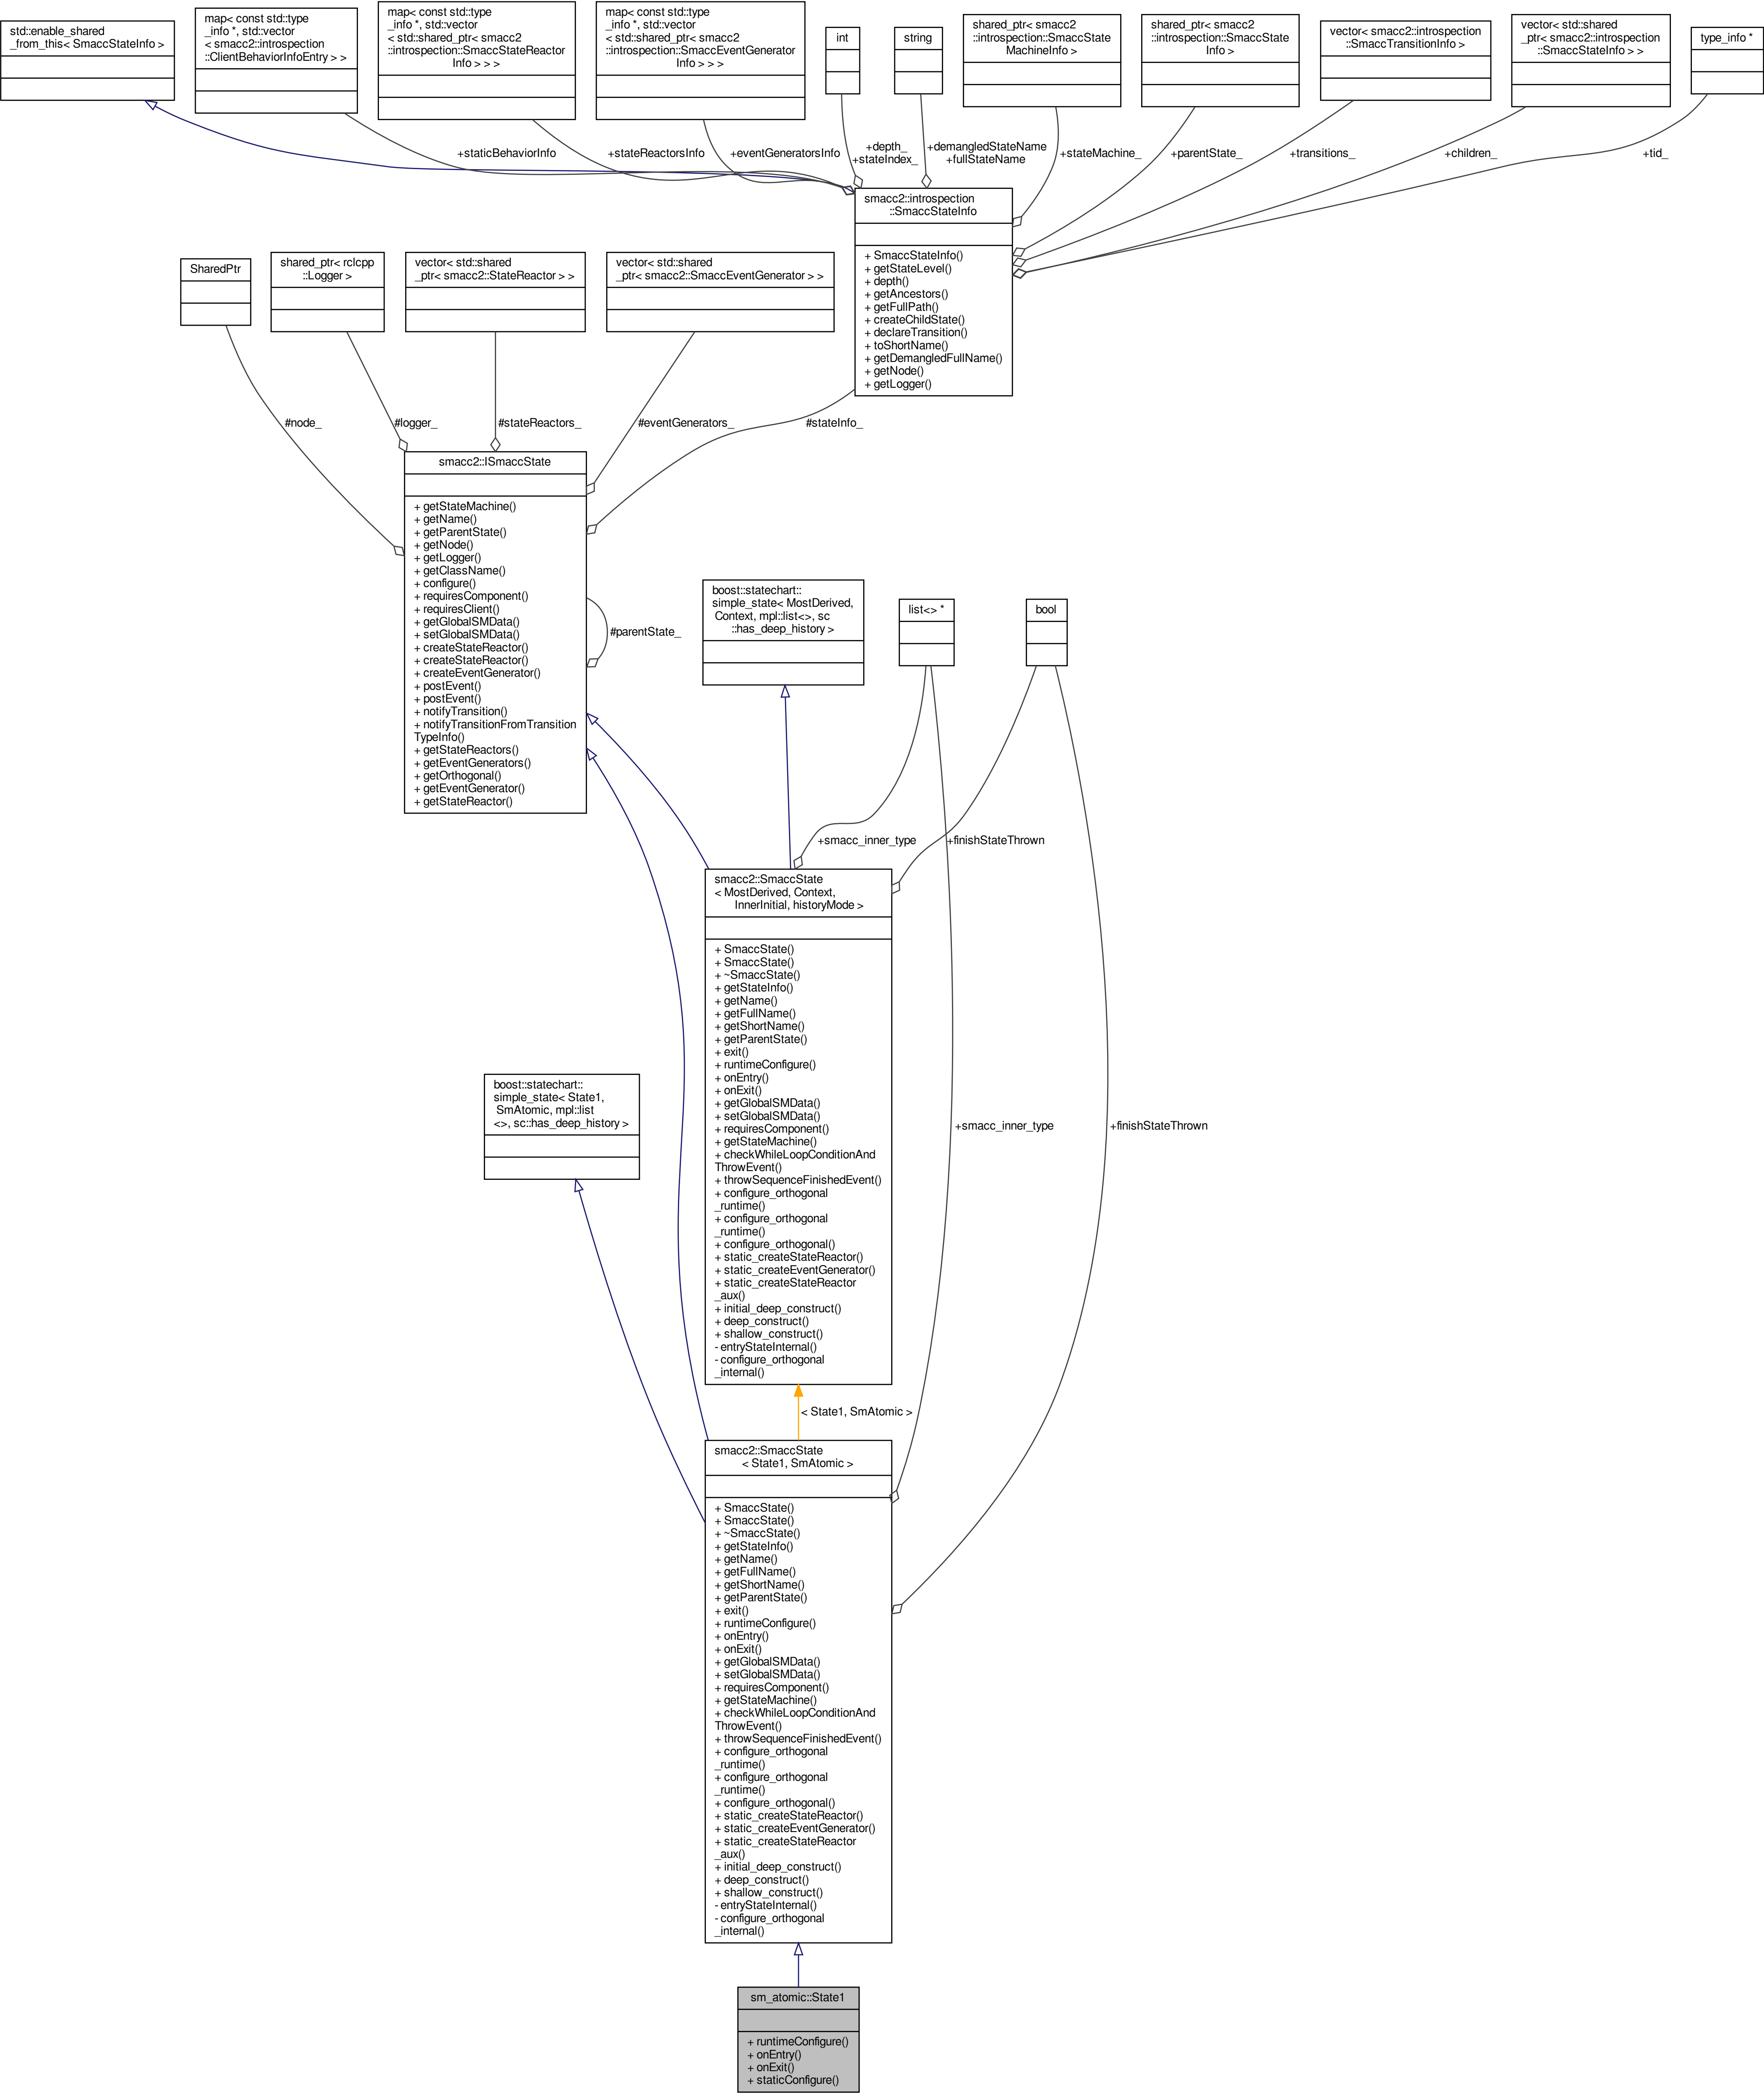 std::enable_shared
_from_this< SmaccStateInfo >
map< const std::type
_info *, std::vector
< smacc2::introspection
::ClientBehaviorInfoEntry > >
map< const std::type
_info *, std::vector
< std::shared_ptr< smacc2
::introspection::SmaccStateReactor
Info > > >
map< const std::type
_info *, std::vector
< std::shared_ptr< smacc2
::introspection::SmaccEventGenerator
Info > > >
int
string
shared_ptr< smacc2
::introspection::SmaccState
MachineInfo >
shared_ptr< smacc2
::introspection::SmaccState
Info >
vector< smacc2::introspection
::SmaccTransitionInfo >
vector< std::shared
_ptr< smacc2::introspection
::SmaccStateInfo > >
type_info *
+staticBehaviorInfo
+stateReactorsInfo
+eventGeneratorsInfo
+depth_
+stateIndex_
+demangledStateName
+fullStateName
+stateMachine_
+parentState_
+transitions_
+children_
+tid_
smacc2::introspection
::SmaccStateInfo
+ SmaccStateInfo()
+ getStateLevel()
+ depth()
+ getAncestors()
+ getFullPath()
+ createChildState()
+ declareTransition()
+ toShortName()
+ getDemangledFullName()
+ getNode()
+ getLogger()
SharedPtr
shared_ptr< rclcpp
::Logger >
vector< std::shared
_ptr< smacc2::StateReactor > >
vector< std::shared
_ptr< smacc2::SmaccEventGenerator > >
#node_
#logger_
#stateReactors_
#eventGenerators_
#stateInfo_
smacc2::ISmaccState
+ getStateMachine()
+ getName()
+ getParentState()
+ getNode()
+ getLogger()
+ getClassName()
+ configure()
+ requiresComponent()
+ requiresClient()
+ getGlobalSMData()
+ setGlobalSMData()
+ createStateReactor()
+ createStateReactor()
+ createEventGenerator()
+ postEvent()
+ postEvent()
+ notifyTransition()
+ notifyTransitionFromTransition
TypeInfo()
+ getStateReactors()
+ getEventGenerators()
+ getOrthogonal()
+ getEventGenerator()
+ getStateReactor()
#parentState_
boost::statechart::
simple_state< MostDerived,
Context, mpl::list<>, sc
::has_deep_history >
list<> *
bool
+smacc_inner_type
+finishStateThrown
smacc2::SmaccState
< MostDerived, Context,
InnerInitial, historyMode >
+ SmaccState()
+ SmaccState()
+ ~SmaccState()
+ getStateInfo()
+ getName()
+ getFullName()
+ getShortName()
+ getParentState()
+ exit()
+ runtimeConfigure()
+ onEntry()
+ onExit()
+ getGlobalSMData()
+ setGlobalSMData()
+ requiresComponent()
+ getStateMachine()
+ checkWhileLoopConditionAnd
ThrowEvent()
+ throwSequenceFinishedEvent()
+ configure_orthogonal
_runtime()
+ configure_orthogonal
_runtime()
+ configure_orthogonal()
+ static_createStateReactor()
+ static_createEventGenerator()
+ static_createStateReactor
_aux()
+ initial_deep_construct()
+ deep_construct()
+ shallow_construct()
- entryStateInternal()
- configure_orthogonal
_internal()
boost::statechart::
simple_state< State1,
SmAtomic, mpl::list
<>, sc::has_deep_history >
+smacc_inner_type
+finishStateThrown
< State1, SmAtomic >
smacc2::SmaccState
< State1, SmAtomic >
+ SmaccState()
+ SmaccState()
+ ~SmaccState()
+ getStateInfo()
+ getName()
+ getFullName()
+ getShortName()
+ getParentState()
+ exit()
+ runtimeConfigure()
+ onEntry()
+ onExit()
+ getGlobalSMData()
+ setGlobalSMData()
+ requiresComponent()
+ getStateMachine()
+ checkWhileLoopConditionAnd
ThrowEvent()
+ throwSequenceFinishedEvent()
+ configure_orthogonal
_runtime()
+ configure_orthogonal
_runtime()
+ configure_orthogonal()
+ static_createStateReactor()
+ static_createEventGenerator()
+ static_createStateReactor
_aux()
+ initial_deep_construct()
+ deep_construct()
+ shallow_construct()
- entryStateInternal()
- configure_orthogonal
_internal()
sm_atomic::State1
+ runtimeConfigure()
+ onEntry()
+ onExit()
+ staticConfigure()